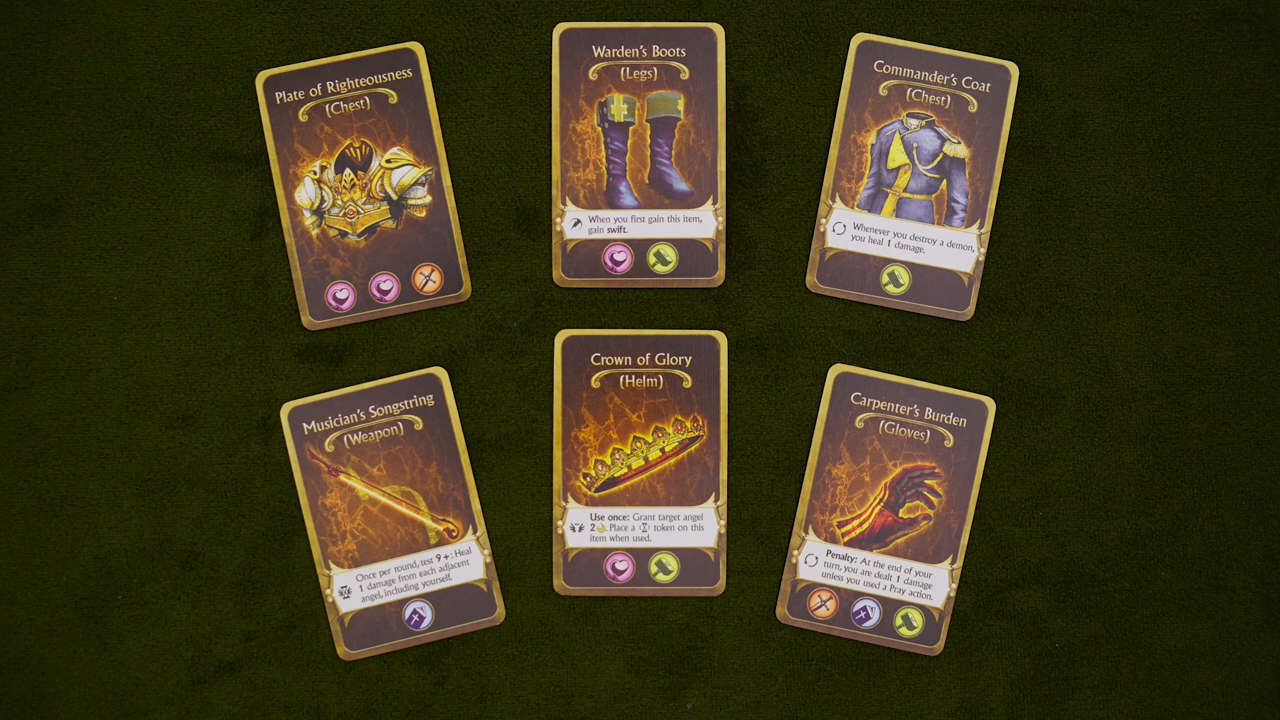 Plate of Righteousness
(Chest)
Warden's Boots
(Legs)
When you first gain this item,
gain swift.
Commander's Coat
(Chest)
Whenever you destroy a demon,
you heal 1 damage.
Musician's Songstring
(Weapon)
Once per round, test 9+: Heal
1 damage from each adjacent
angel, including yourself.
Crown of Glory
(Helm)
Use once: Grant target angel
2. Place a token on this
item when used.
Carpenter's Burden
(Gloves)
Penalty: At the end of your
turn, you are dealt 1 damage
unless you used a Pray action.